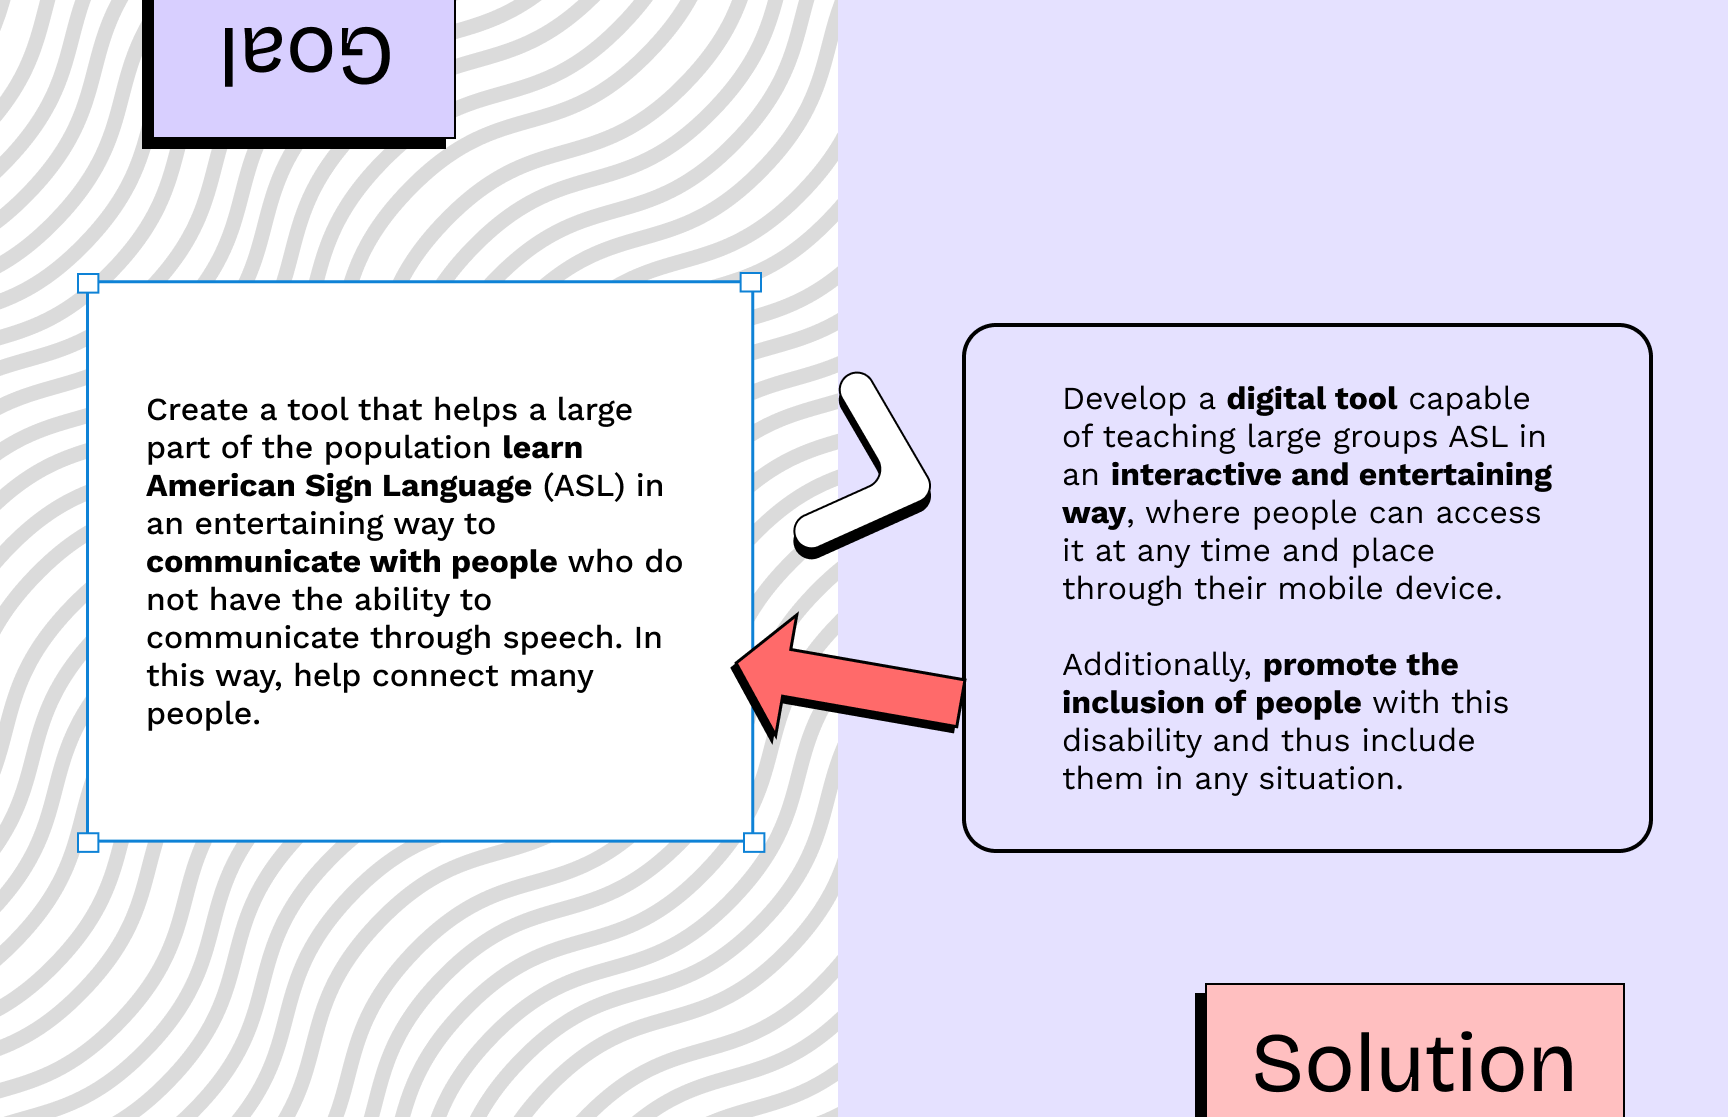 Goal
Create a tool that helps a large
part of the population learn
American Sign Language (ASL) in
an entertaining way to
communicate with people who do
not have the ability to
communicate through speech. In
this way, help connect many
people.
Develop a digital tool capable
of teaching large groups ASL in
an interactive and entertaining
way, where people can access
it at any time and place
through their mobile device.
Additionally, promote the
inclusion of people with this
disability and thus include
them in any situation.
Solution